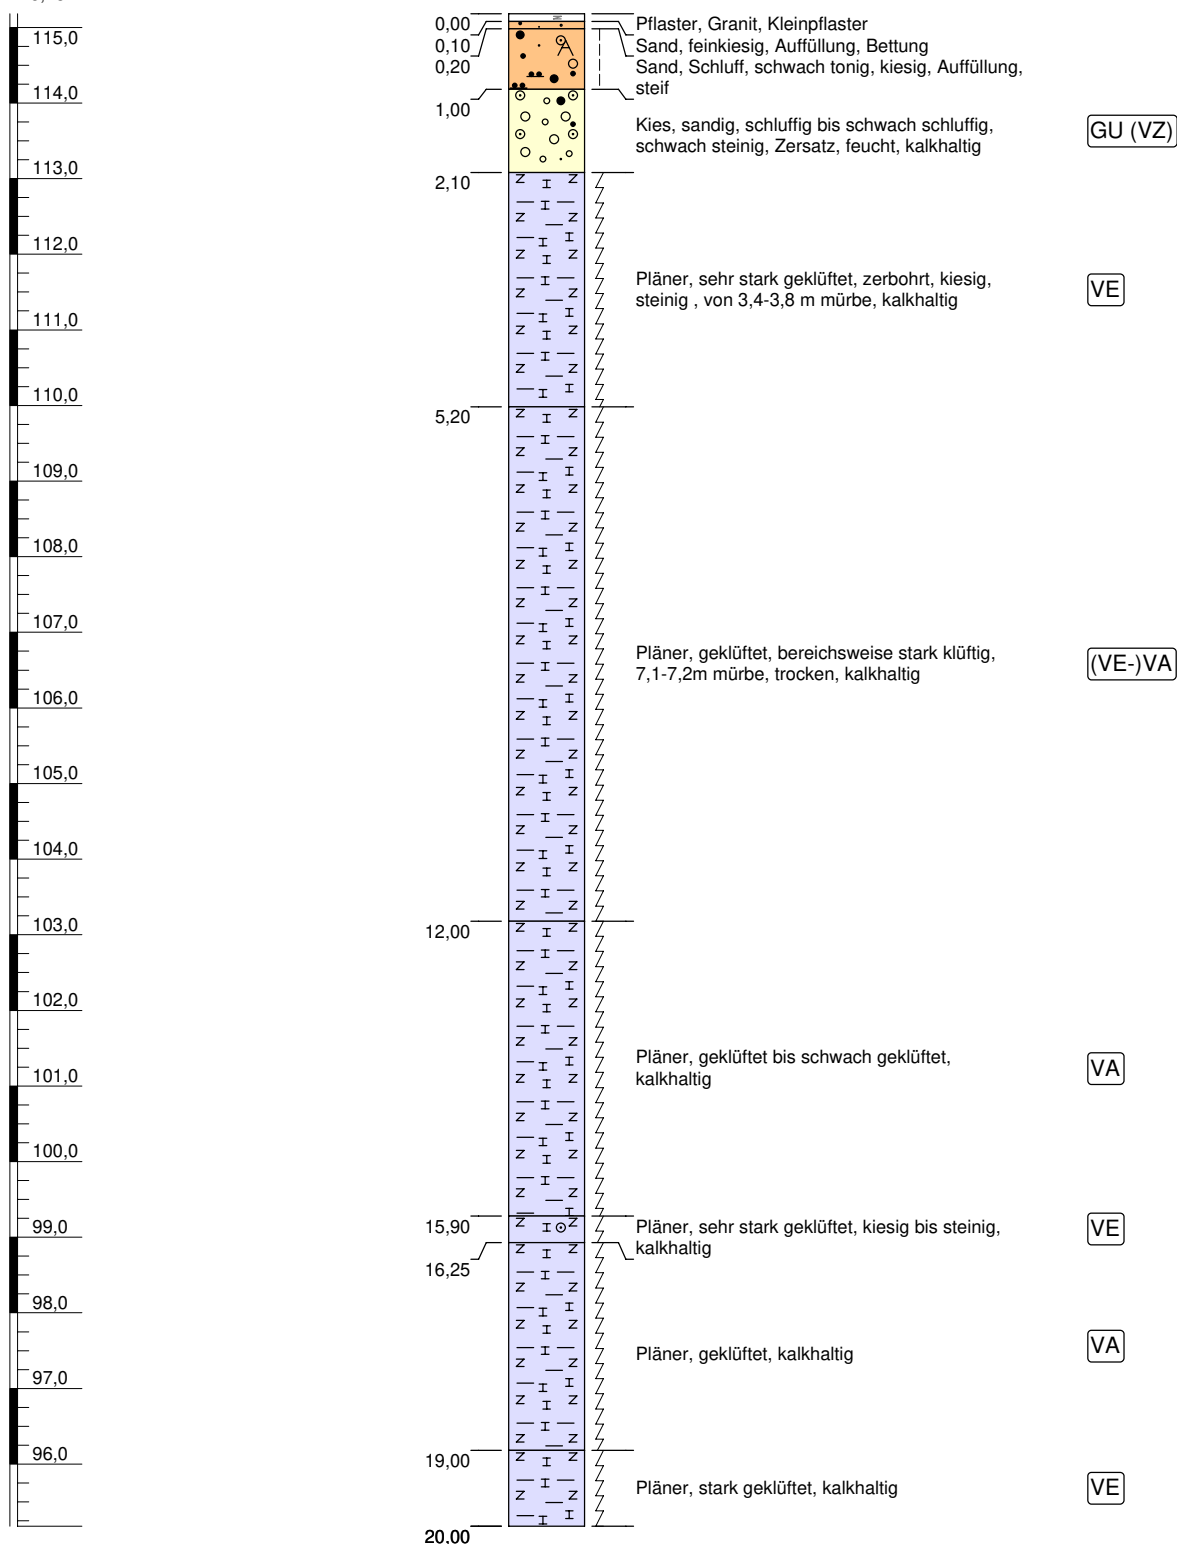 115,0
114,0
113,0
112,0
111,0
110,0
109,0
108,0
107,0
106,0
105,0
104,0
103,0
102,0
101,0
100,0
99,0
98,0
97,0
96,0
0,00
0,10
0,20
1,00
2,10
5,20
12,00
15,90
16,25
19,00
20,00
Pflaster, Granit, Kleinpflaster
Sand, feinkiesig, Auffüllung, Bettung
Sand, Schluff, schwach tonig, kiesig, Auffüllung,
steif
Kies, sandig, schluffig bis schwach schluffig,
schwach steinig, Zersatz, feucht, kalkhaltig
GU (VZ)
Pläner, sehr stark geklüftet, zerbohrt, kiesig,
steinig , von 3,4-3,8 m mürbe, kalkhaltig
VE
Pläner, geklüftet, bereichsweise stark klüftig,
7,1-7,2m mürbe, trocken, kalkhaltig
(VE-)VA
Pläner, geklüftet bis schwach geklüftet,
kalkhaltig
VA
Pläner, sehr stark geklüftet, kiesig bis steinig,
kalkhaltig
VE
Pläner, geklüftet, kalkhaltig
VA
Pläner, stark geklüftet, kalkhaltig
VE